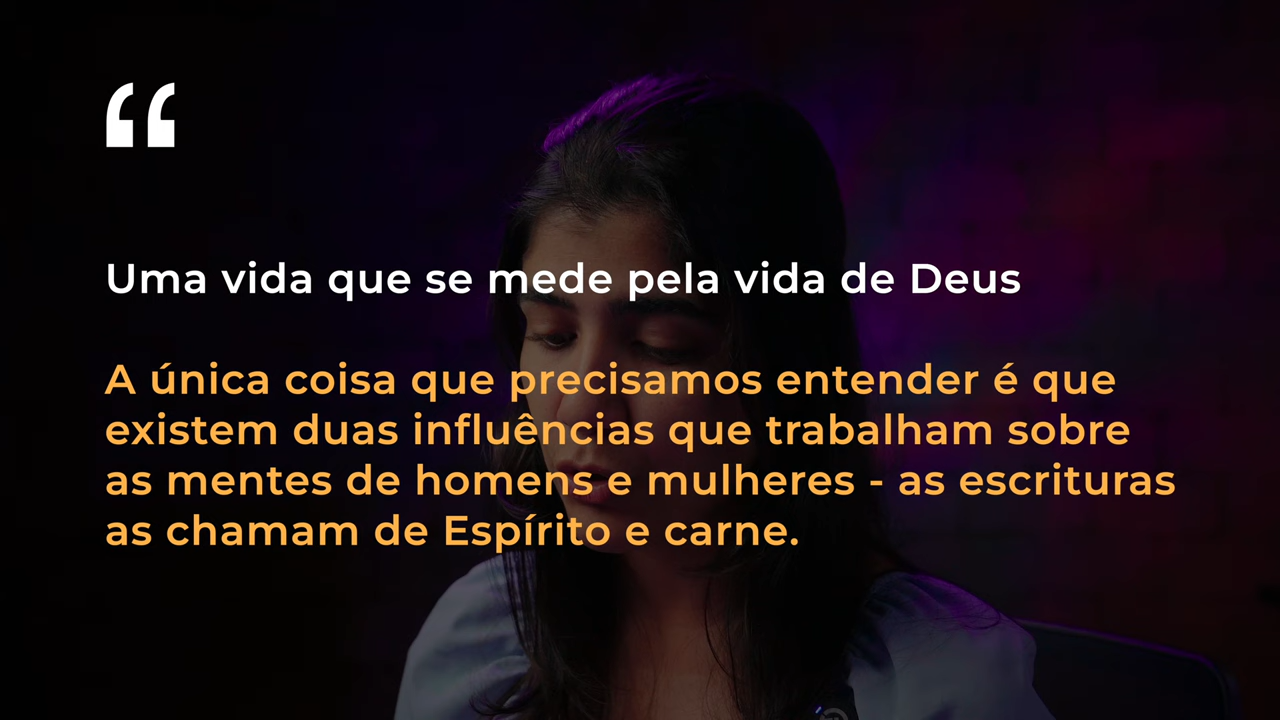 “
Uma vida que se mede pela vida de Deus
A única coisa que precisamos entender é que
existem duas influências que trabalham sobre
as mentes de homens e mulheres - as escrituras
as chamam de Espírito e carne.